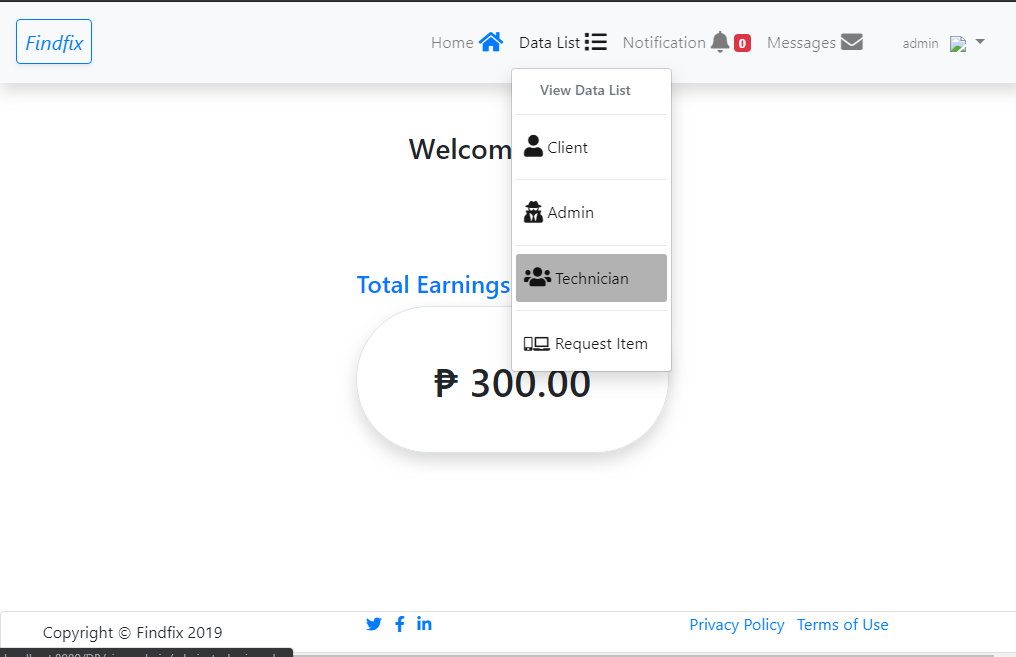 Findfix
Home Data List Notification 0 Messages admin
View Data List
Client
Admin
Technician
Request Item
Welcom
Total Earnings
₱ 300.00
Copyright © Findfix 2019
Privacy Policy Terms of Use